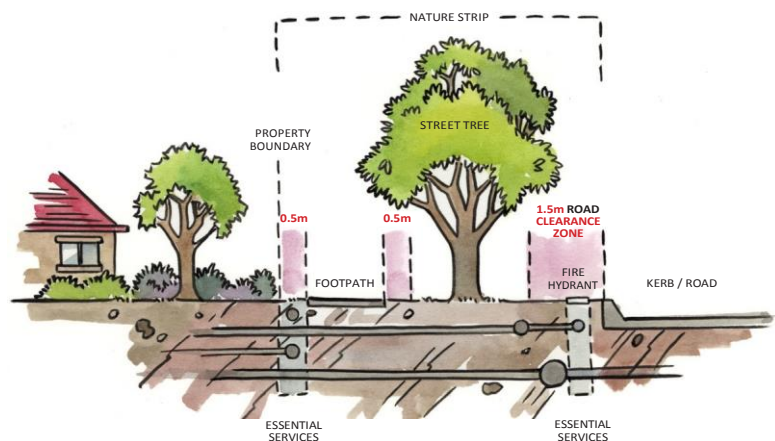 NATURE STRIP
STREET TREE
PROPERTY
BOUNDARY
0.5m
0.5m
1.5m ROAD
CLEARANCE
ZONE
FOOTPATH
FIRE
HYDRANT
KERB / ROAD
ESSENTIAL
SERVICES
ESSENTIAL
SERVICES